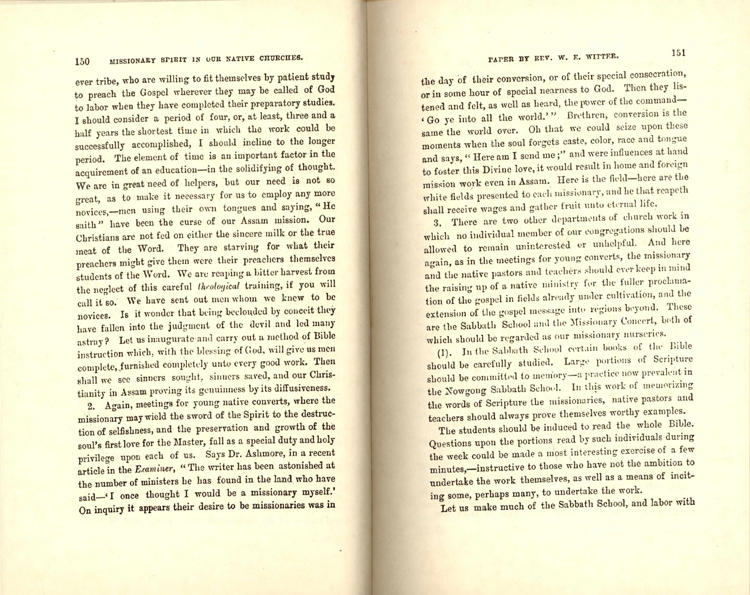 150 MISSIONARY SPIRIT IN OUR NATIVE CHURCHES.
ever tribe, who are willing to fit themselves by patient study
to preach the Gospel wherever they may be called of God
to labor when they have completed their preparatory studies.
I should consider a period of four, or, at least, three and a
half years the shortest time in which the work could be
successfully accomplished, I should incline to the longer
period. The element of time is an important factor in the
acquirement of an education—in the solidifying of thought.
We are in great need of helpers, but our need is not so
great, as to make it necessary for us to employ any more
novices,—men using their own tongues and saying, "He
saith" have been the curse of our Assam mission. Our
Christians are not fed on either the sincere milk or the true
meat of the Word. They are starving for what their
preachers might give them were their preachers themselves
students of the Word. We are reaping a bitter harvest from
the neglect of this careful theological training, if you will
call it so. We have sent out men whom we knew to be
novices. Is it wonder that being beclouded by conceit they
have fallen into the judgment of the devil and led many
astray? Let us inaugurate and carry out a method of Bible
instruction which, with the blessing of God, will give us men
complete, furnished completely unto every good work. Then
shall we see sinners sought, sinners saved, and our Chris-
tianity in Assam proving its genuinness by its diffusiveness.
2. Again, meetings for young native converts, where the
missionary may wield the sword of the Spirit to the destruc-
tion of selfishness, and the preservation and growth of the
soul's first love for the Master, fall as a special duty and holy
privilege upon each of us. Says Dr. Ashmore, in a recent
article in the Examiner, "The writer has been astonished at
the number of ministers he has found in the land who have
said—'I once thought I would be a missionary myself.'
On inquiry it appears their desire to be missionaries was in
PAPER BY REV. W. E. WITTER. 151
the day of their conversion, or of their special consecration,
or in some hour of special nearness to God. Then they lis-
tened and felt, as well as heard, the power of the command—
'Go ye into all the world.'" Brethren, conversion is the
same the world over. Oh that we could seize upon these
moments when the soul forgets caste, color, race and tongue
and says, "Here am I send me;" and were influences at hand
to foster this Divine love, it would result in home and foreign
mission work even in Assam. Here is the field—here are the
white fields presented to each missionary, and he that reapeth
shall receive wages and gather fruit unto eternal life.
3. There are two other departments of church work in
which no individual member of our congregations should be
allowed to remain uninterested or unhelpful. And here
again, as in the meetings for young converts, the missionary
and the native pastors and teachers should ever keep in mind
the raising up of a native ministry for the fuller proclama-
tion of the gospel in fields already under cultivation, and the
extension of the gospel message into regions beyond. These
are the Sabbath School and the Missionary Concert, both of
which should be regarded as our missionary nurseries.
(1). In the Sabbath School certain books of the Bible
should be carefully studied. Large portions of Scripture
should be committed to memory—a practice now prevalent in
the Nowgong Sabbath School. In this work of memorizing
the words of Scripture the missionaries, native pastors and
teachers should always prove themselves worthy examples.
The students should be induced to read the whole Bible.
Questions upon the portions read by such individuals during
the week could be made a most interesting exercise of a few
minutes,—instructive to those who have not the ambition to
undertake the work themselves, as well as a means of incit-
ing some, perhaps many, to undertake the work.
Let us make much of the Sabbath School, and labor with